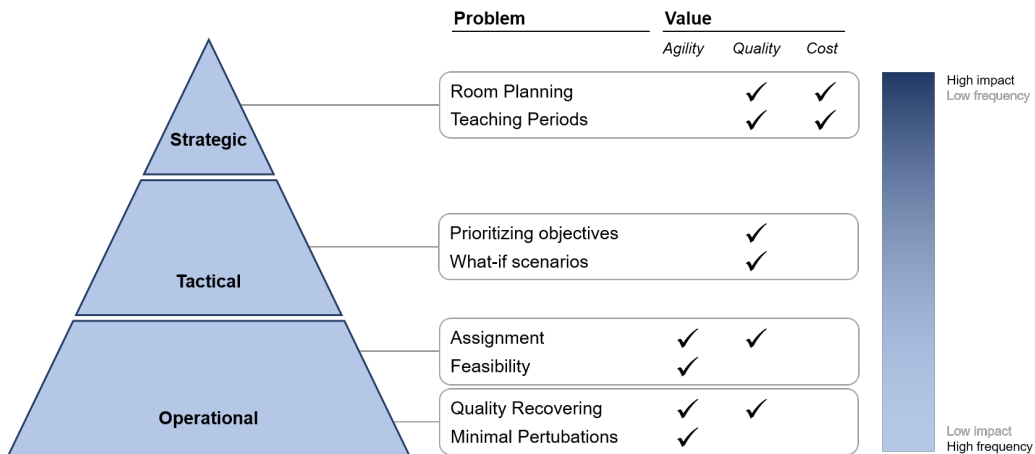 Problem Value
Agility Quality Cost
High impact
Low frequency
Room Planning ✓ ✓
Teaching Periods ✓ ✓
Strategic
Prioritizing objectives ✓
What-if scenarios ✓
Tactical
Assignment ✓ ✓
Feasibility ✓
Operational
Quality Recovering ✓ ✓
Minimal Pertubations ✓
Low impact
High frequency